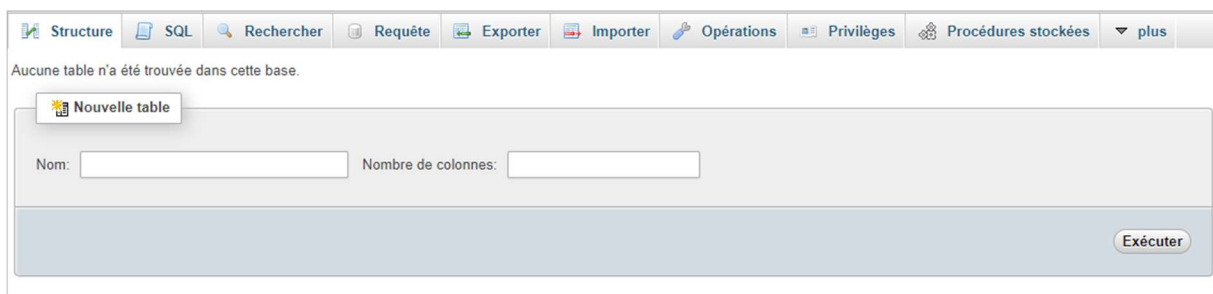 Structure SQL Rechercher Requête Exporter Importer Opérations Privilèges Procédures stockées plus
Aucune table n'a été trouvée dans cette base.
Nouvelle table
Nom: Nombre de colonnes:
Exécuter